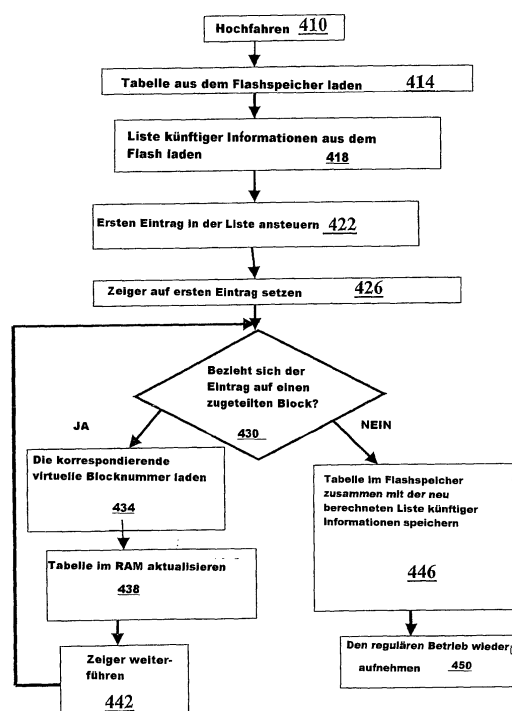 Hochfahren 410
Tabelle aus dem Flashspeicher laden 414
Liste künftiger Informationen aus dem
Flash laden 418
Ersten Eintrag in der Liste ansteuern 422
Zeiger auf ersten Eintrag setzen 426
Bezieht sich der
Eintrag auf einen
zugeteilten Block?
430
JA
NEIN
Die korrespondierende
virtuelle Blocknummer laden
434
Tabelle im RAM aktualisieren
438
Zeiger weiter-
führen
442
Tabelle im Flashspeicher
zusammen mit der neu
berechneten Liste künftiger
Informationen speichern
446
Den regulären Betrieb wieder
aufnehmen 450